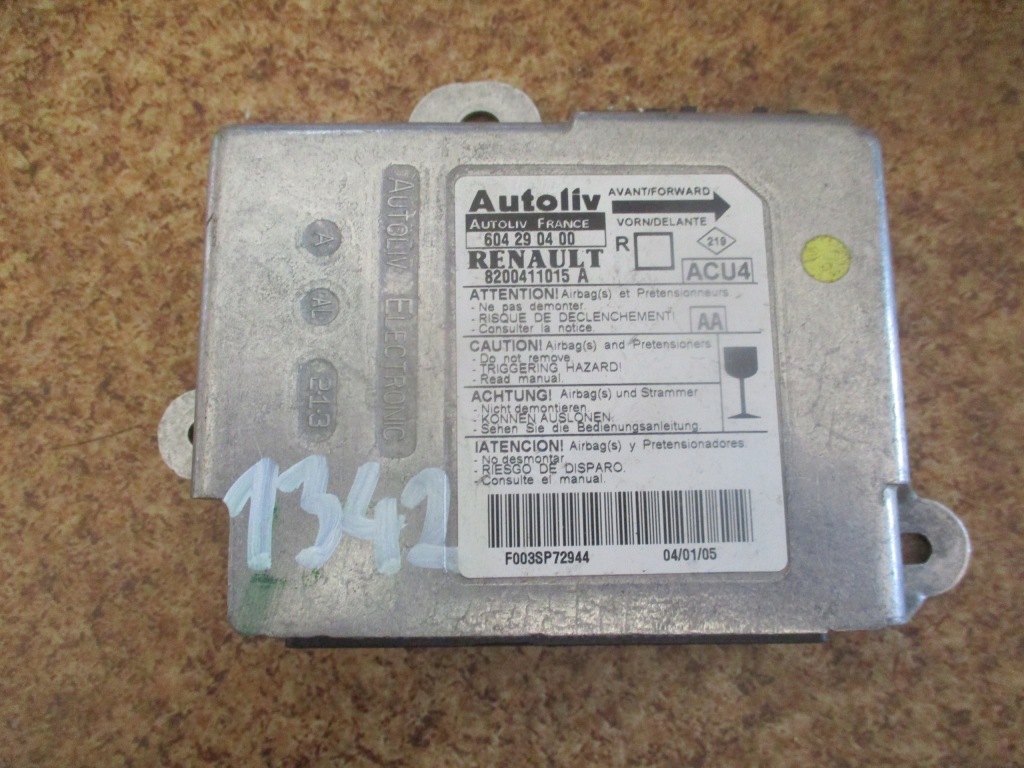 AUTOLIV ELECTRONIC
A
AL
213
1342
Autoliv
AUTOLIV FRANCE
604 29 04 00
RENAULT
8200411015 A
AVANT/FORWARD
VORN/DELANTE
R
219
ACU4
ATTENTION! Airbag(s) et Prétensionneurs
- Ne pas demonter.
- RISQUE DE DECLENCHEMENT!
- Consulter la notice.
AA
CAUTION! Airbag(s) and Pretensioners
- Do not remove
- TRIGGERING HAZARD!
- Read manual.
ACHTUNG! Airbag(s) und Strammer
- Nicht demontieren.
- KONNEN AUSLONEN.
- Sehen Sie die Bedienungsanleitung.
IATENCION! Airbag(s) y Pretensionadores
- No desmontar
- RIESGO DE DISPARO.
- Consulte el manual.
F003SP72944 04/01/05